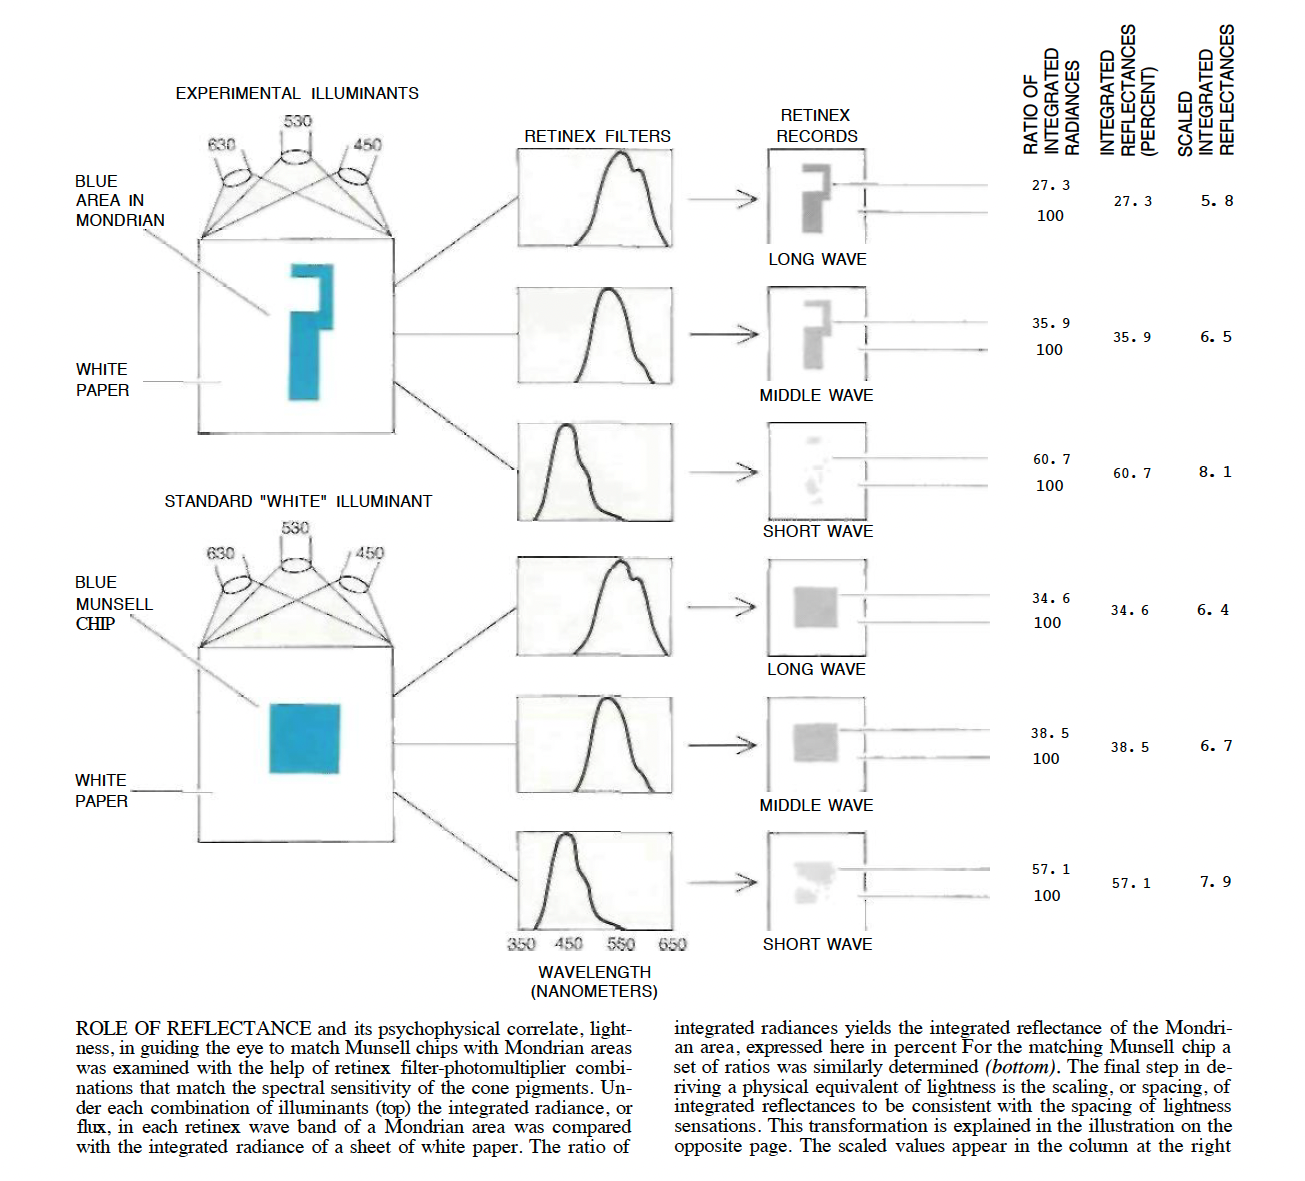 EXPERIMENTAL ILLUMINANTS
530
630
450
BLUE
AREA IN
MONDRIAN
WHITE
PAPER
RETINEX FILTERS
RETINEX
RECORDS
RATIO OF
INTEGRATED
RADIANCES
INTEGRATED
REFLECTANCES
(PERCENT)
SCALED
INTEGRATED
REFLECTANCES
27. 3
100
27. 3
5. 8
LONG WAVE
35. 9
100
35. 9
6. 5
MIDDLE WAVE
60. 7
100
60. 7
8. 1
SHORT WAVE
STANDARD "WHITE" ILLUMINANT
530
630
450
BLUE
MUNSELL
CHIP
WHITE
PAPER
34. 6
100
34. 6
6. 4
LONG WAVE
38. 5
100
38. 5
6. 7
MIDDLE WAVE
57. 1
100
57. 1
7. 9
SHORT WAVE
350 450 550 650
WAVELENGTH
(NANOMETERS)
ROLE OF REFLECTANCE and its psychophysical correlate, light-
ness, in guiding the eye to match Munsell chips with Mondrian areas
was examined with the help of retinex filter-photomultiplier combi-
nations that match the spectral sensitivity of the cone pigments. Un-
der each combination of illuminants (top) the integrated radiance, or
flux, in each retinex wave band of a Mondrian area was compared
with the integrated radiance of a sheet of white paper. The ratio of
integrated radiances yields the integrated reflectance of the Mondri-
an area, expressed here in percent For the matching Munsell chip a
set of ratios was similarly determined (bottom). The final step in de-
riving a physical equivalent of lightness is the scaling, or spacing, of
integrated reflectances to be consistent with the spacing of lightness
sensations. This transformation is explained in the illustration on the
opposite page. The scaled values appear in the column at the right